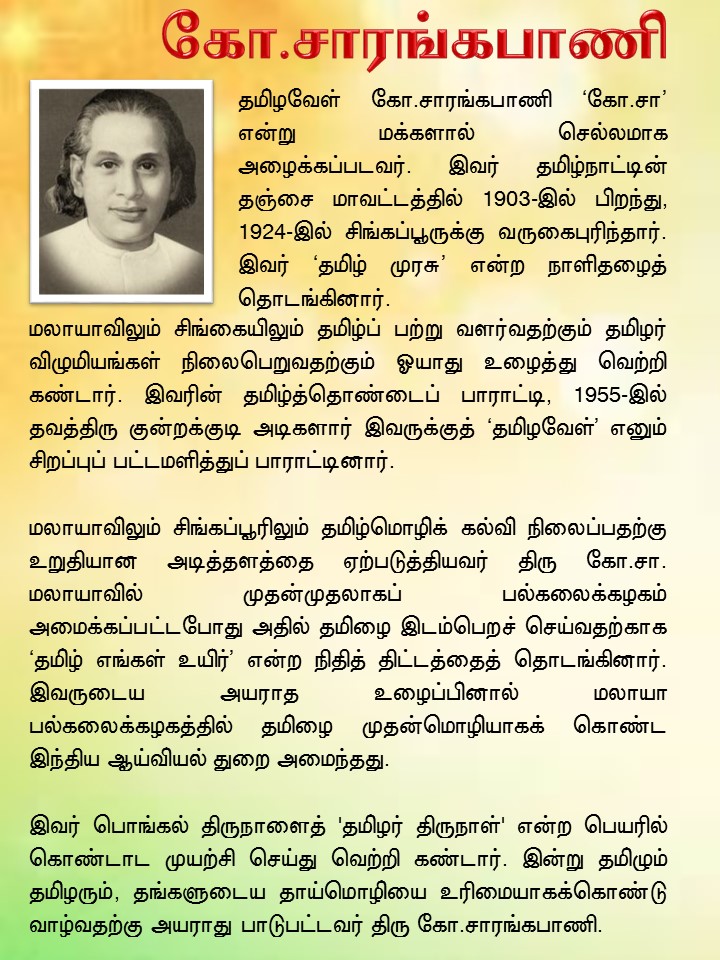 கோ.சாரங்கபாணி
தமிழவேள் கோ.சாரங்கபாணி ‘கோ.சா’
என்று மக்களால் செல்லமாக
அழைக்கப்படவர். இவர் தமிழ்நாட்டின்
தஞ்சை மாவட்டத்தில் 1903-இல் பிறந்து,
1924-இல் சிங்கப்பூருக்கு வருகைபுரிந்தார்.
இவர் ‘தமிழ் முரசு’ என்ற நாளிதழைத்
தொடங்கினார்.
மலாயாவிலும் சிங்கையிலும் தமிழ்ப் பற்று வளர்வதற்கும் தமிழர்
விழுமியங்கள் நிலைபெறுவதற்கும் ஓயாது உழைத்து வெற்றி
கண்டார். இவரின் தமிழ்த்தொண்டைப் பாராட்டி, 1955-இல்
தவத்திரு குன்றக்குடி அடிகளார் இவருக்குத் ‘தமிழவேள்’ எனும்
சிறப்புப் பட்டமளித்துப் பாராட்டினார்.
மலாயாவிலும் சிங்கப்பூரிலும் தமிழ்மொழிக் கல்வி நிலைப்பதற்கு
உறுதியான அடித்தளத்தை ஏற்படுத்தியவர் திரு கோ.சா.
மலாயாவில் முதன்முதலாகப் பல்கலைக்கழகம்
அமைக்கப்பட்டபோது அதில் தமிழை இடம்பெறச் செய்வதற்காக
‘தமிழ் எங்கள் உயிர்’ என்ற நிதித் திட்டத்தைத் தொடங்கினார்.
இவருடைய அயராத உழைப்பினால் மலாயா
பல்கலைக்கழகத்தில் தமிழை முதன்மொழியாகக் கொண்ட
இந்திய ஆய்வியல் துறை அமைந்தது.
இவர் பொங்கல் திருநாளைத் 'தமிழர் திருநாள்' என்ற பெயரில்
கொண்டாட முயற்சி செய்து வெற்றி கண்டார். இன்று தமிழும்
தமிழரும், தங்களுடைய தாய்மொழியை உரிமையாகக்கொண்டு
வாழ்வதற்கு அயராது பாடுபட்டவர் திரு கோ.சாரங்கபாணி.